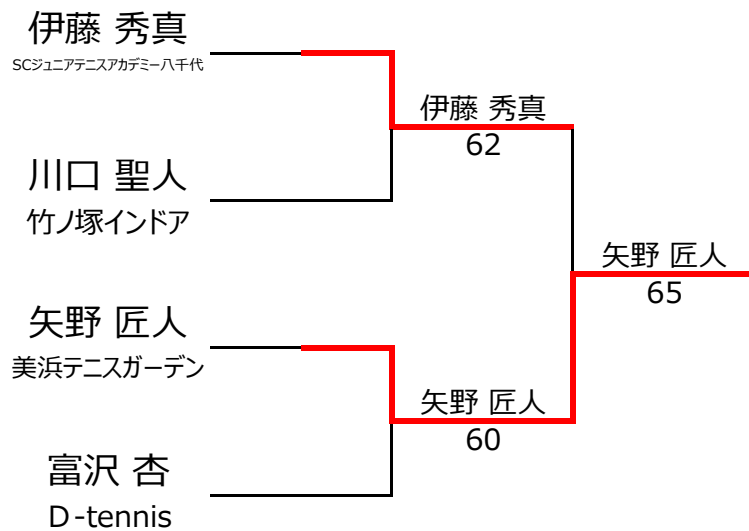 伊藤 秀真
SCジュニアテニスアカデミー八千代
川口 聖人
竹ノ塚インドア
矢野 匠人
美浜テニスガーデン
富沢 杏
D-tennis
伊藤 秀真
62
矢野 匠人
60
矢野 匠人
65